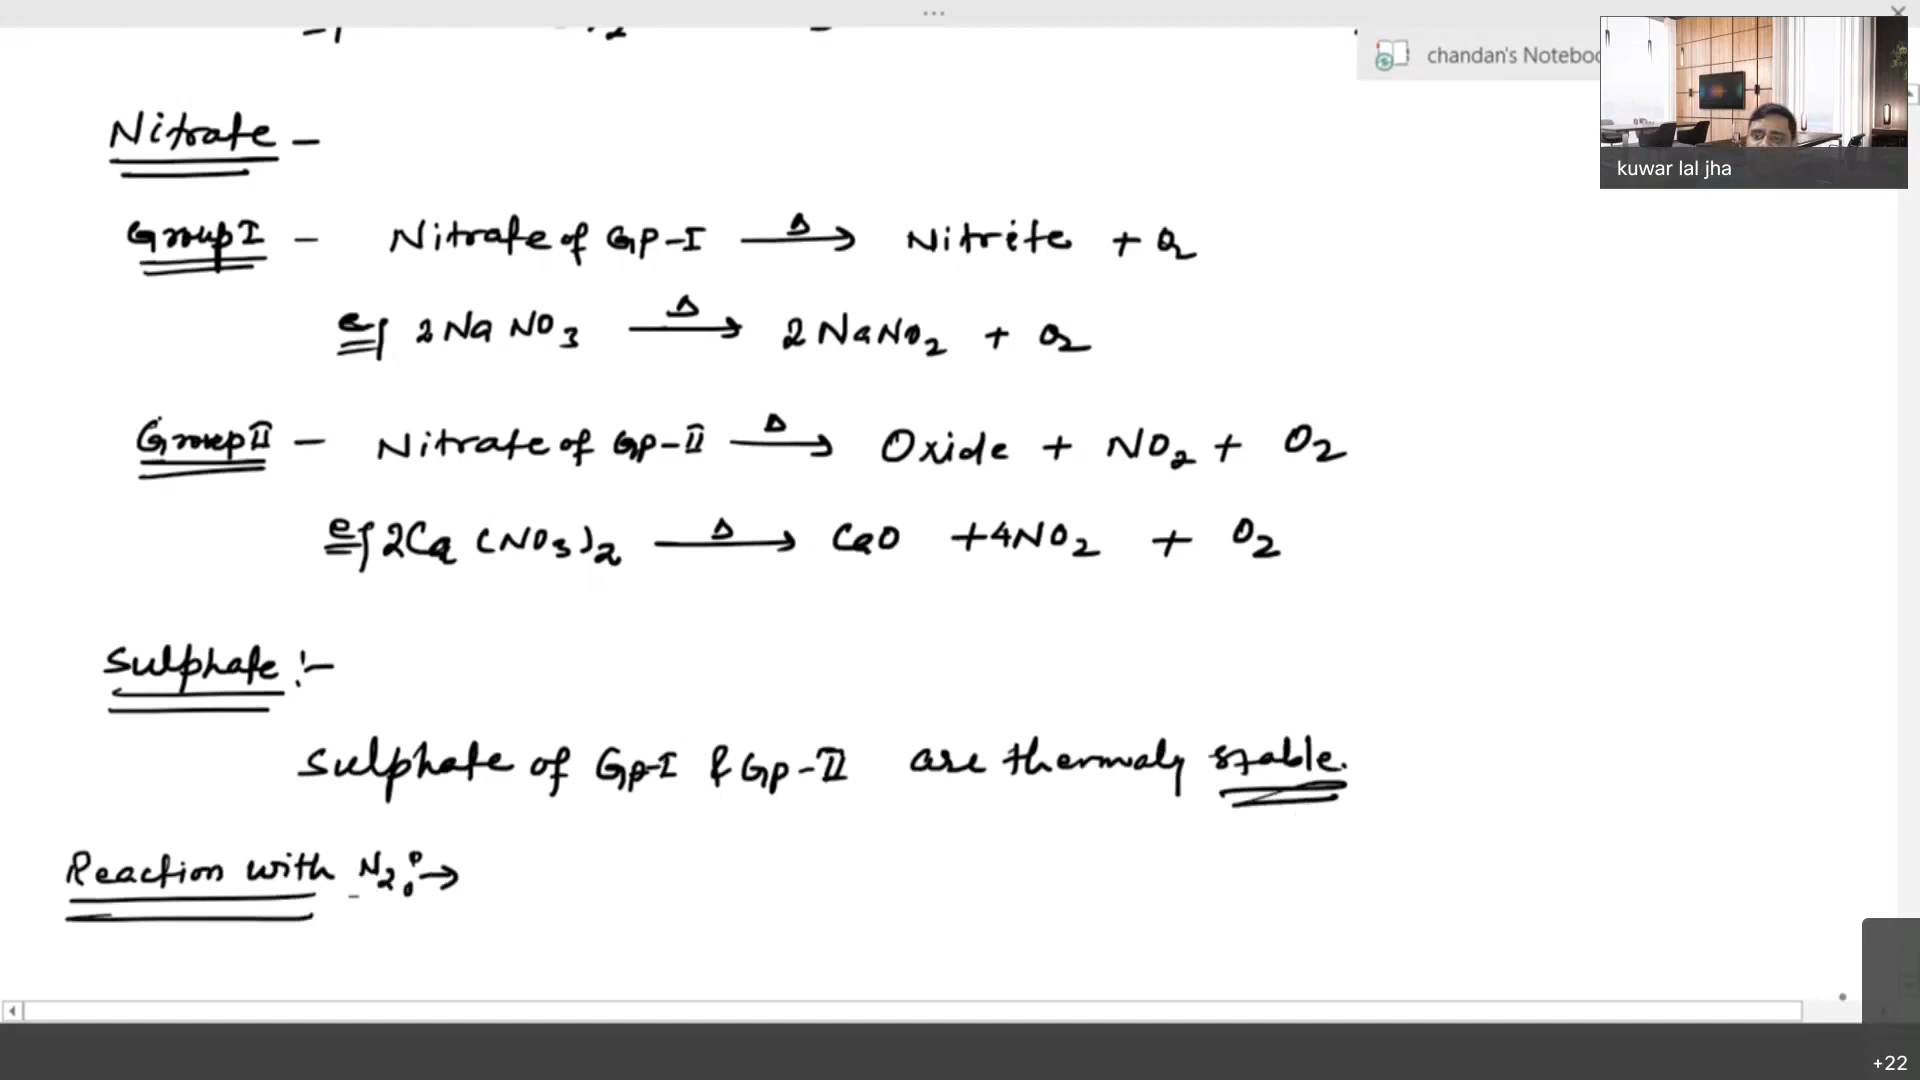 chandan's Noteboo
kuwar lal jha
Nitrate -
Group I - Nitrate of GP-I Δ→ Nitrite + O2
eg 2NaNO3 Δ→ 2NaNO2 + O2
Group II - Nitrate of GP-II Δ→ Oxide + NO2 + O2
eg 2Ca(NO3)2 Δ→ CaO + 4NO2 + O2
Sulphate :-
Sulphate of Gp-I & Gp-II are thermaly stable.
Reaction with N2 :→
+22